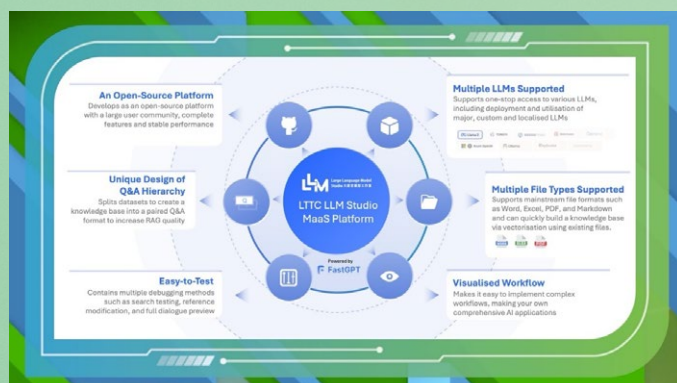 An Open-Source Platform
Develops as an open-source platform
with a large user community, complete
features and stable performance
Unique Design of
Q&A Hierarchy
Splits datasets to create a
knowledge base into a paired Q&A
format to increase RAG quality
Easy-to-Test
Contains multiple debugging methods
such as search testing, reference
modification, and full dialogue preview
LLM Large Language Model
Studio
LTTC LLM Studio
MaaS Platform
Powered by
FastGPT
Multiple LLMs Supported
Supports one-stop access to various LLMs,
including deployment and utilisation of
major, custom and localised LLMs
Multiple File Types Supported
Supports mainstream file formats such
as Word, Excel, PDF, and Markdown
and can quickly build a knowledge base
via vectorisation using existing files.
Visualised Workflow
Makes it easy to implement complex
workflows, making your own
comprehensive AI applications